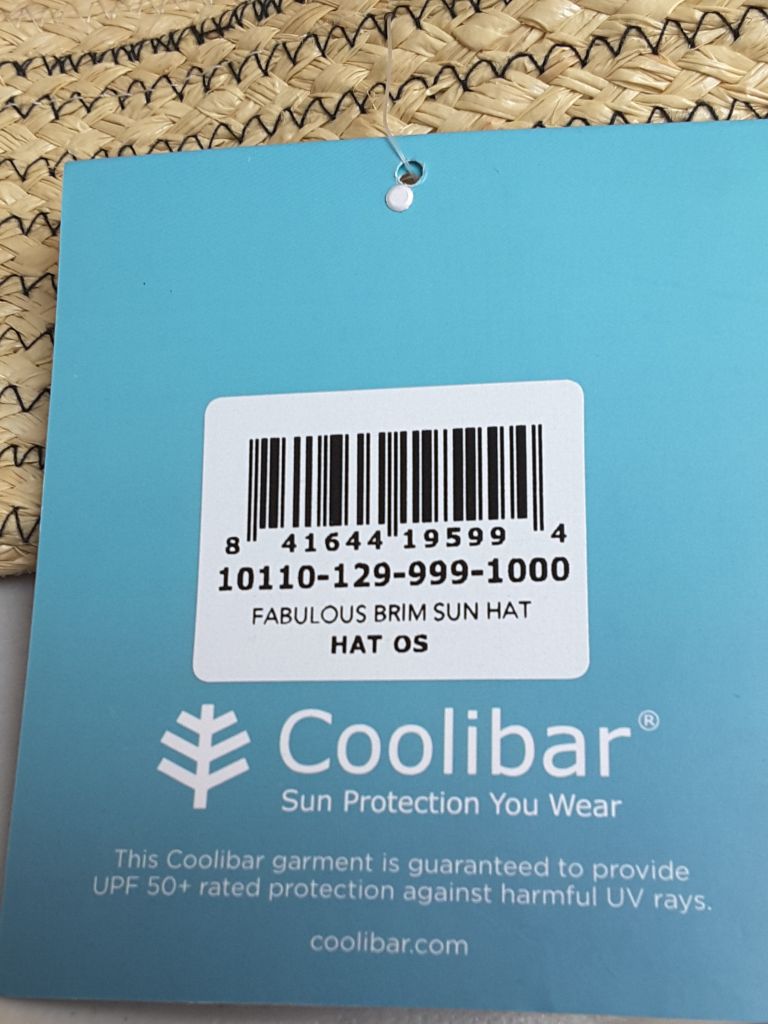 8 41644 19599 4
10110-129-999-1000
FABULOUS BRIM SUN HAT
HAT OS
Coolibar®
Sun Protection You Wear
This Coolibar garment is guaranteed to provide
UPF 50+ rated protection against harmful UV rays.
coolibar.com